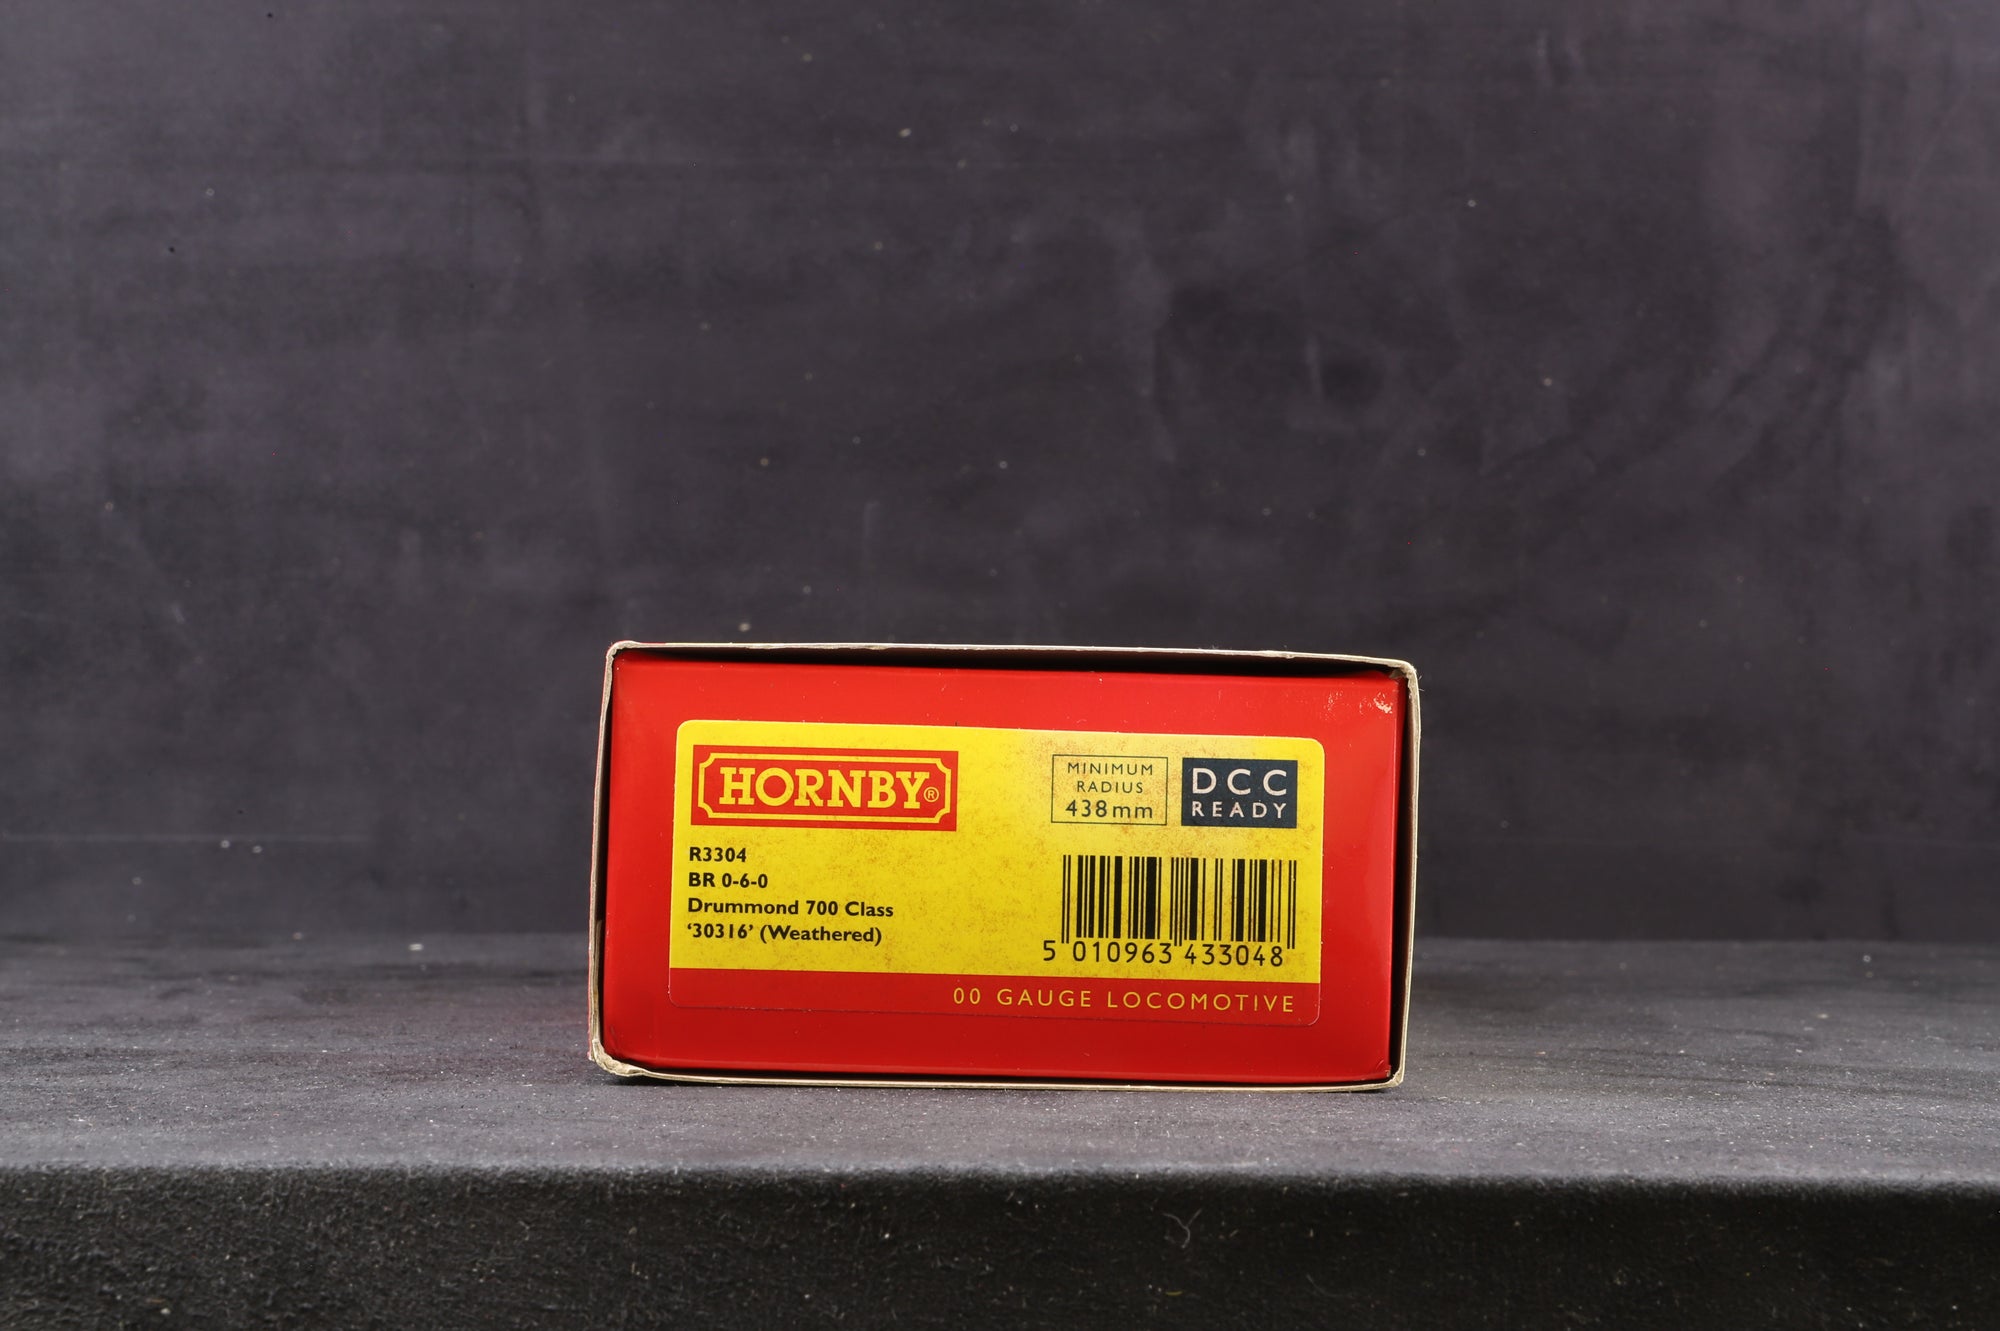 HORNBY®
MINIMUM
RADIUS
438mm
DCC
READY
R3304
BR 0-6-0
Drummond 700 Class
‘30316’ (Weathered)
5 010963 433048
00 GAUGE LOCOMOTIVE